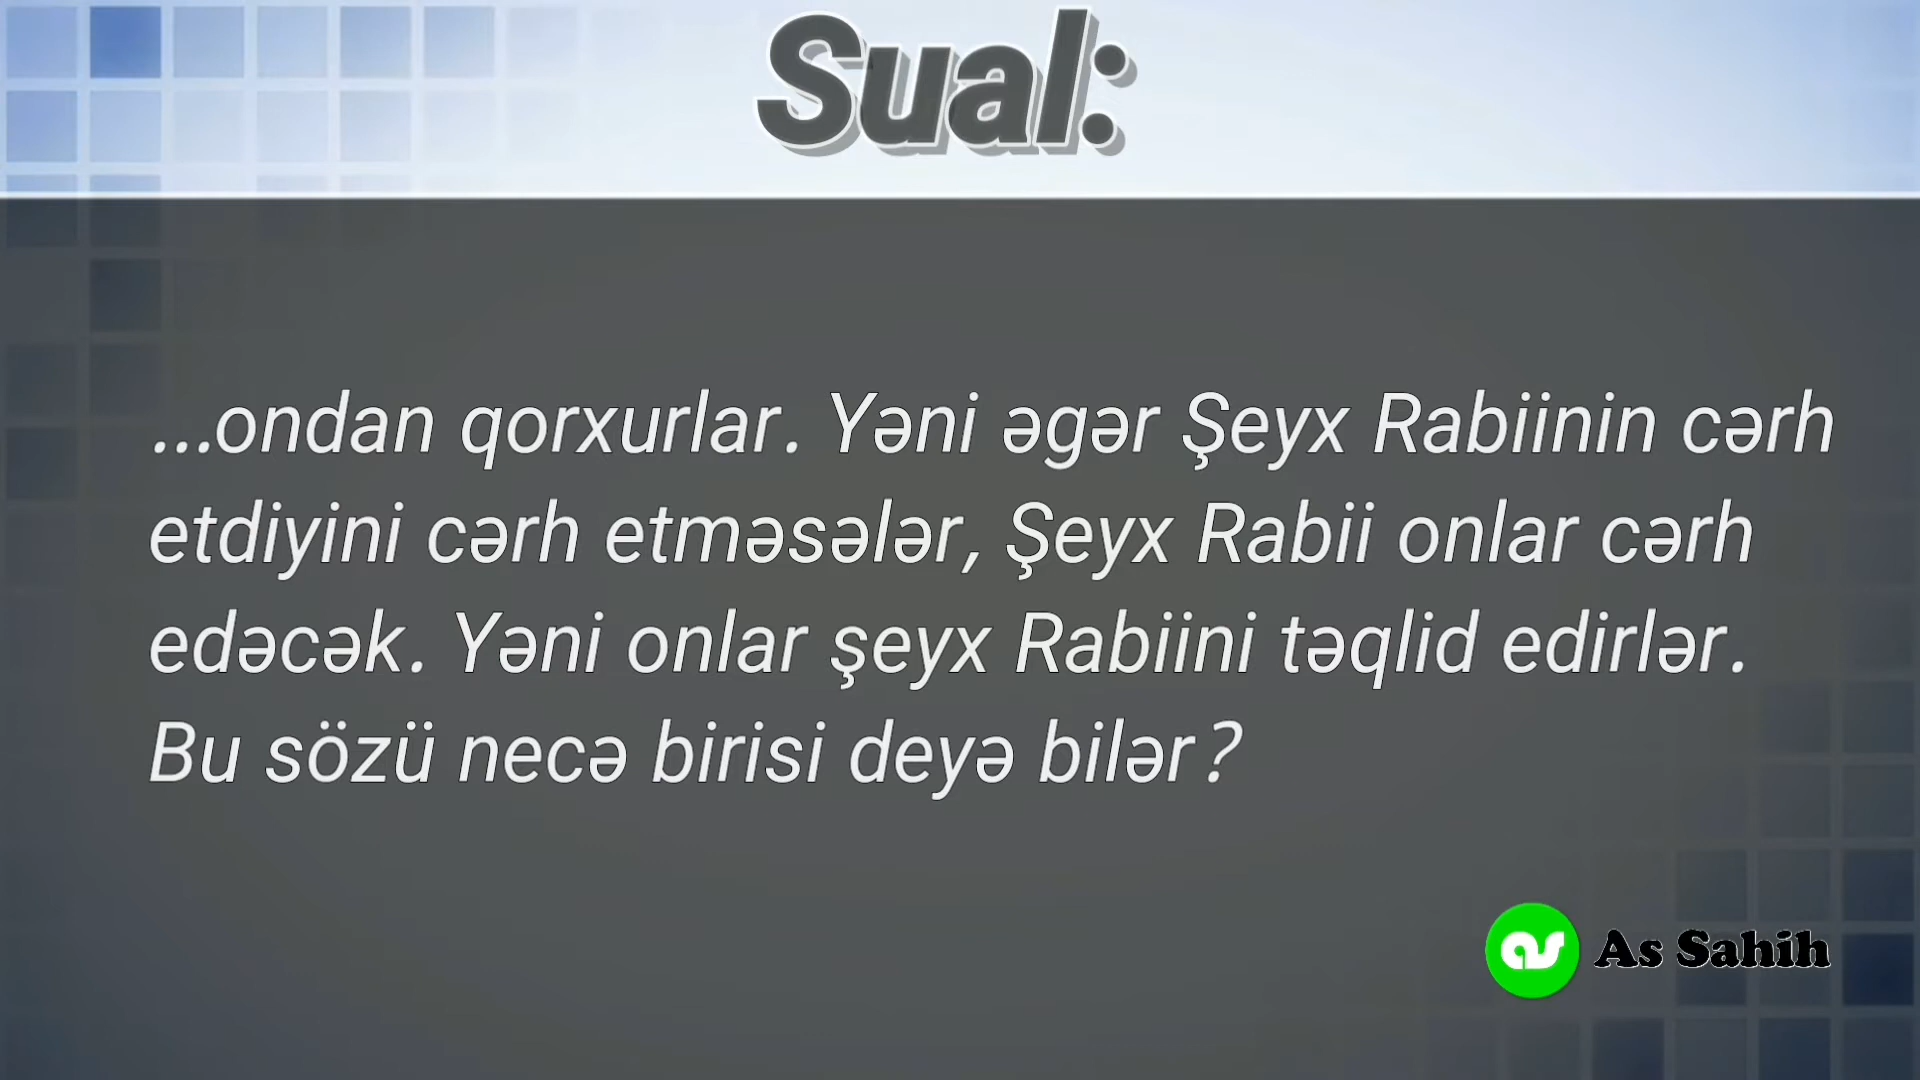 Sual:
...ondan qorxurlar. Yəni əgər Şeyx Rabiinin cərh
etdiyini cərh etməsələr, Şeyx Rabii onlar cərh
edəcək. Yəni onlar şeyx Rabiini təqlid edirlər.
Bu sözü necə birisi deyə bilər?
As Sahih